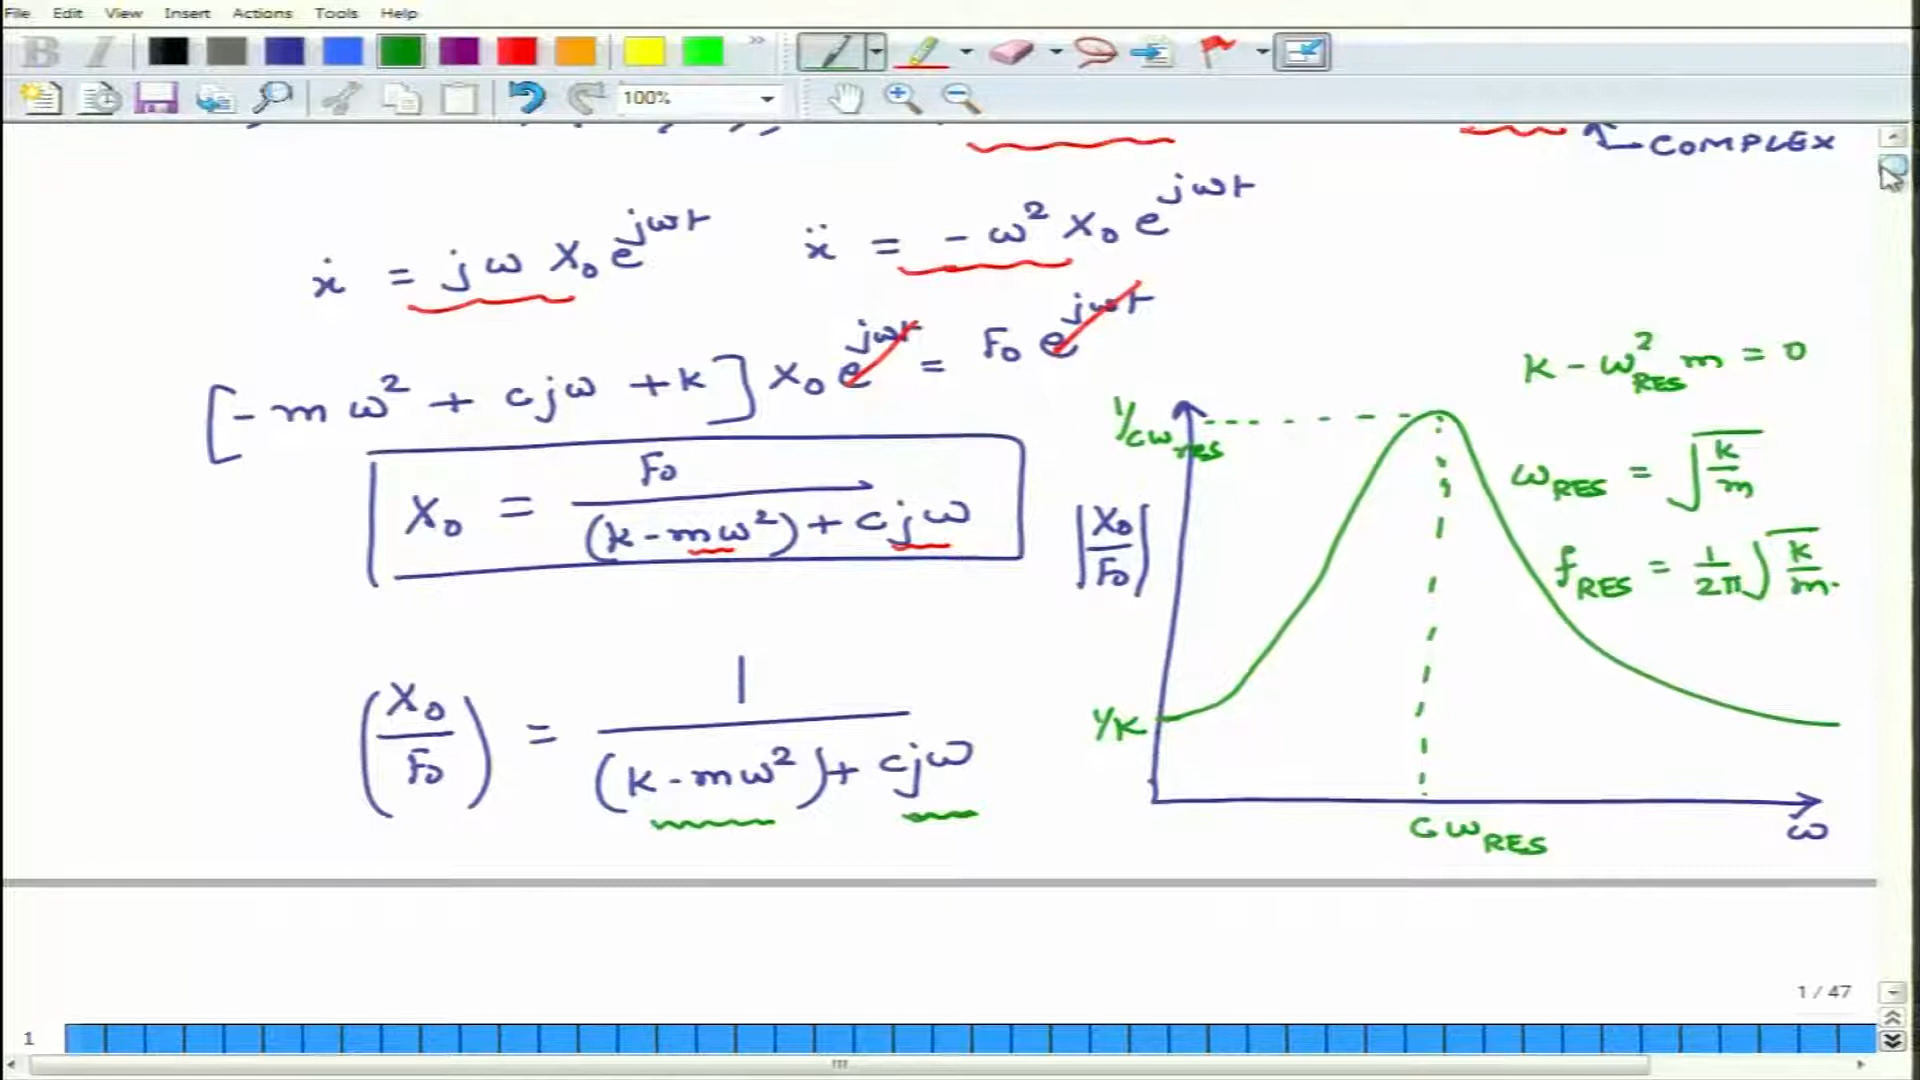 File Edit View Insert Actions Tools Help
B I
100%
COMPLEX
ẋ = jω X₀ e^{jωt}
ẍ = -ω² X₀ e^{jωt}
[-mω² + cjω + k] X₀ e^{jωt} = F₀ e^{jωt}
X₀ = F₀ / ((k-mω²) + cjω)
(X₀/F₀) = 1 / ((k-mω²) + cjω)
k - ω²_RES m = 0
1/cω_res
ω_RES = √(k/m)
|X₀/F₀|
f_RES = 1/2π √(k/m)
1/K
ω
ω_RES
1 / 47
1